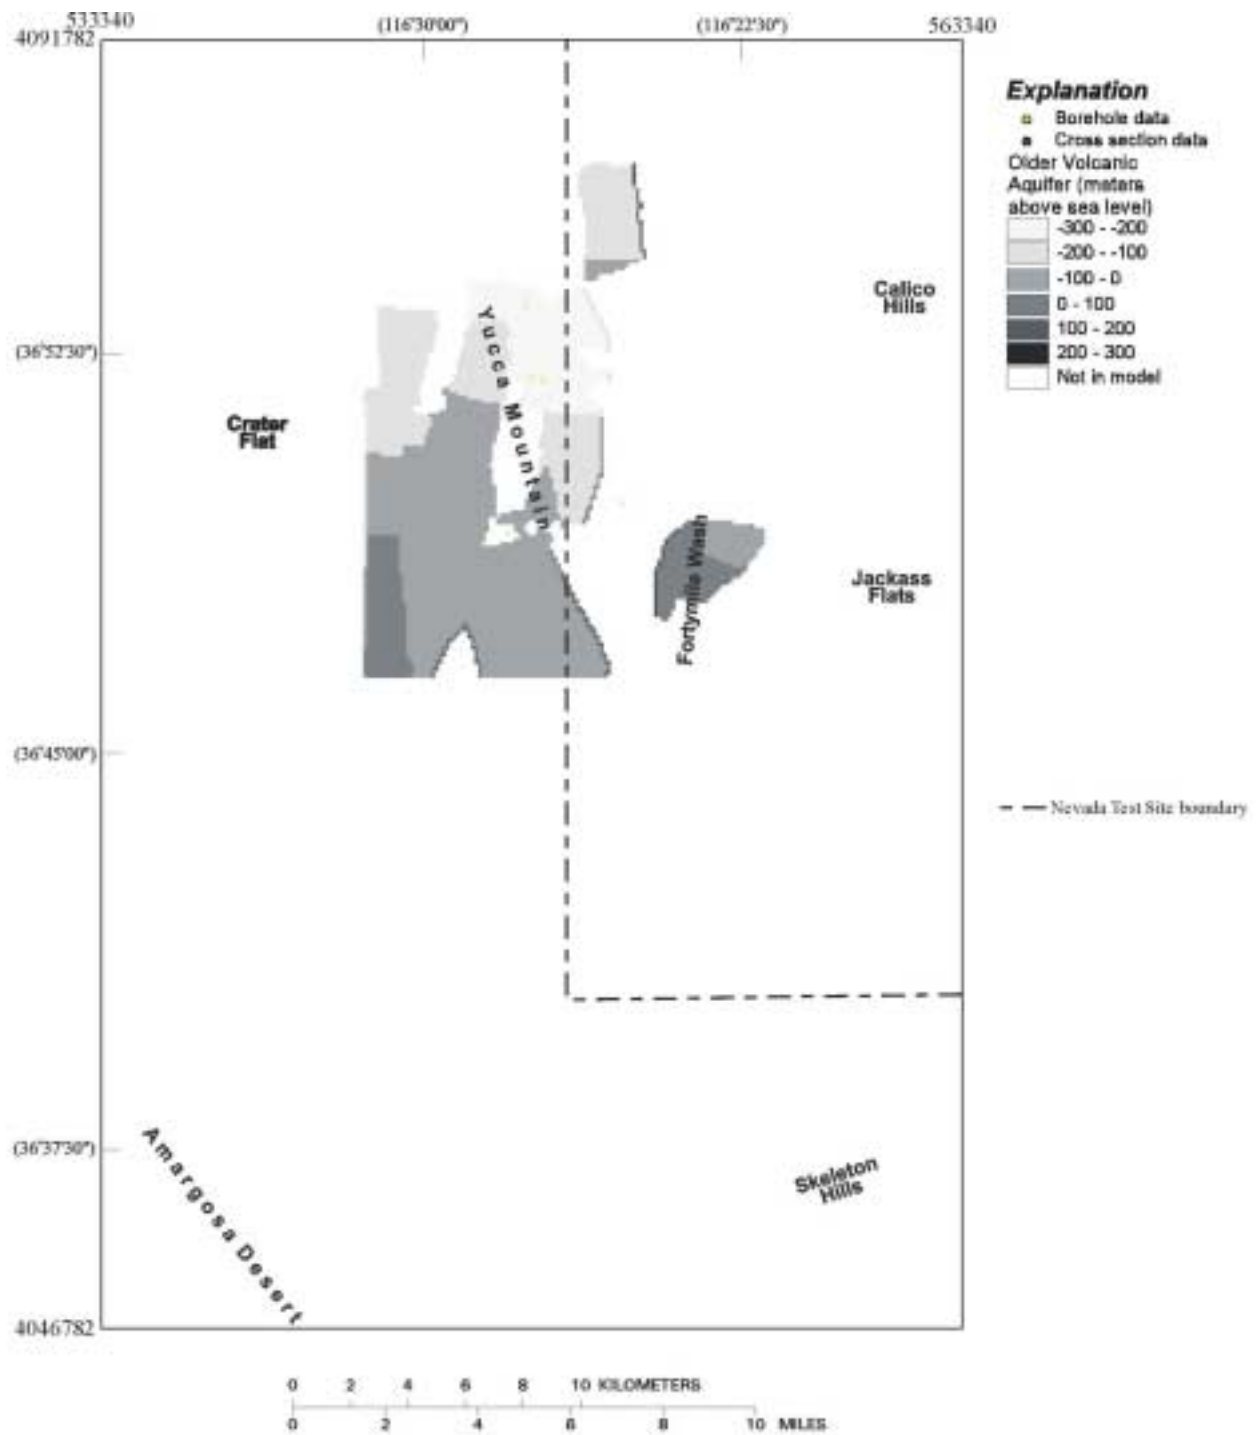 533340
(116°30'00")
(116°22'30")
563340
4091782
Explanation
Borehole data
Cross section data
Older Volcanic
Aquifer (meters
above sea level)
-300 - -200
-200 - -100
-100 - 0
0 - 100
100 - 200
200 - 300
Not in model
Calico
Hills
(36°52'30")
Yucca Mountain
Crater
Flat
Fortymile Wash
Jackass
Flats
(36°45'00")
Nevada Test Site boundary
(36°37'30")
Amargosa Desert
Skeleton
Hills
4046782
0 2 4 6 8 10 KILOMETERS
0 2 4 6 8 10 MILES